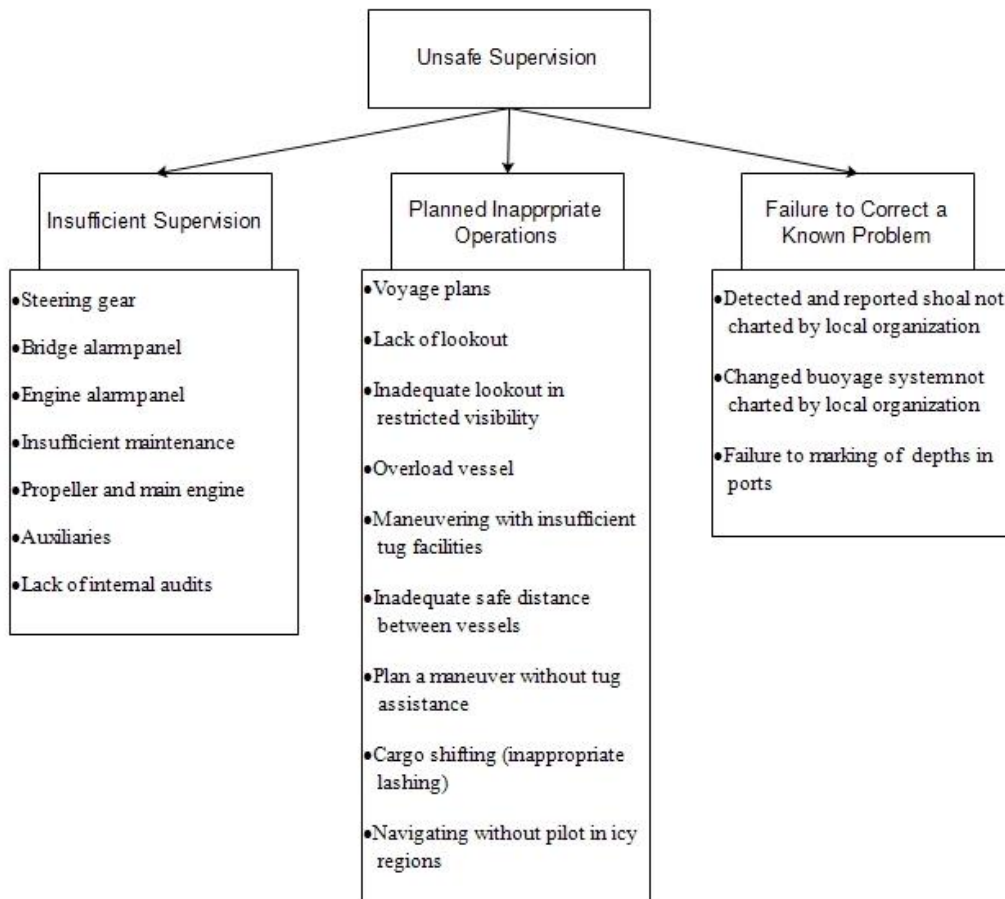 Unsafe Supervision
Insufficient Supervision
●Steering gear
●Bridge alarmpanel
●Engine alarmpanel
●Insufficient maintenance
●Propeller and main engine
●Auxiliaries
●Lack of internal audits
Planned Inapprpriate
Operations
●Voyage plans
●Lack of lookout
●Inadequate lookout in
restricted visibility
●Overload vessel
●Maneuvering with insufficient
tug facilities
●Inadequate safe distance
between vessels
●Plan a maneuver without tug
assistance
●Cargo shifting (inappropriate
lashing)
●Navigating without pilot in icy
regions
Failure to Correct a
Known Problem
●Detected and reported shoal not
charted by local organization
●Changed buoyage systemnot
charted by local organization
●Failure to marking of depths in
ports